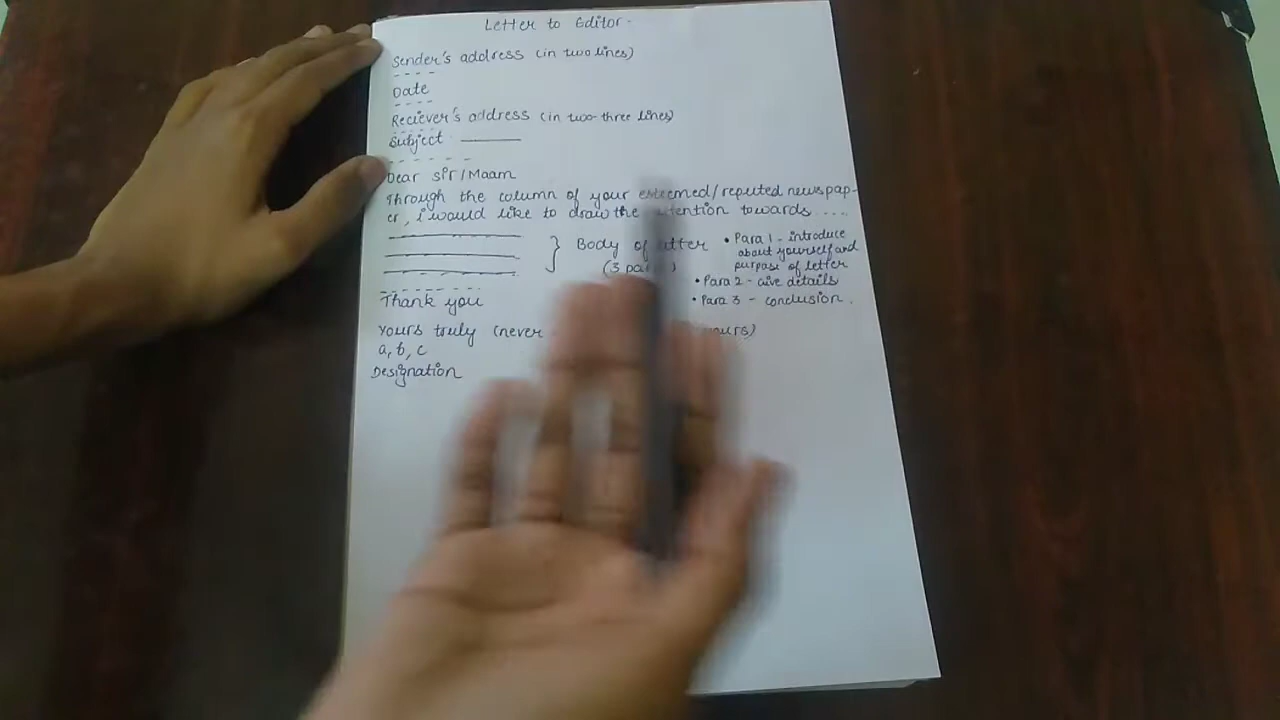 Letter to Editor-
Sender's address (in two lines)
Date
Reciever's address (in two-three lines)
Subject
Dear Sir/Maam
Through the column of your esteemed/reputed newspap-
er, i would like to draw the attention towards ....
Body of
(3
• Para 1 - introduce
about yourself and
purpose of letter
• Para 2 - Give details
• Para 3 - conclusion.
Thank you
Yours truly (never
yours)
a, b, c
Designation